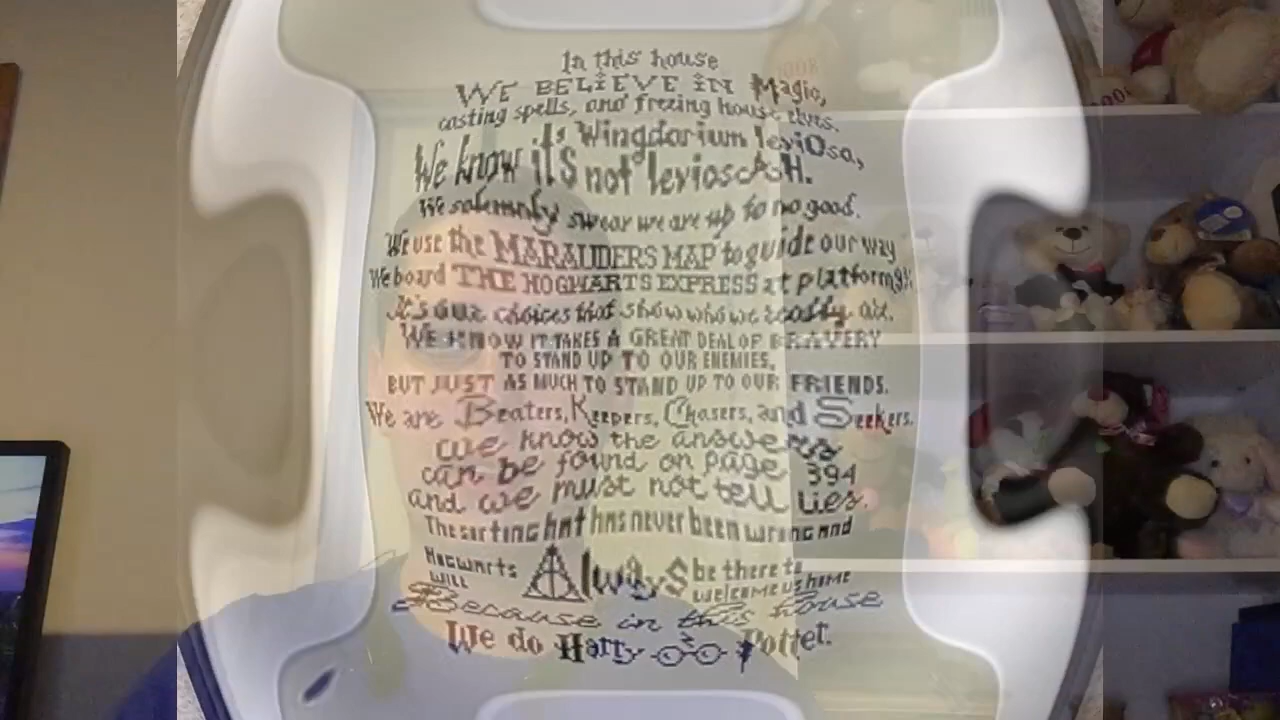 In this house
WE BELIEVE IN Magic,
casting spells, and freeing house elves.
it's Wingdarium leviOsa,
We know it's not leviosAH.
We solemnly swear we are up to no good.
We use the MARAUDERS MAP to guide our way
We board THE HOGWARTS EXPRESS at platform 9¾
It's our choices that show who we really are.
WE KNOW IT TAKES A GREAT DEAL OF BRAVERY
TO STAND UP TO OUR ENEMIES,
BUT JUST AS MUCH TO STAND UP TO OUR FRIENDS.
We are Beaters, Keepers, Chasers, and Seekers.
we know the answers
can be found on page 394
and we must not tell lies.
The sorting hat has never been wrong and
Hogwarts will Always be there to welcome us home
Because in this house
We do Harry Potter.